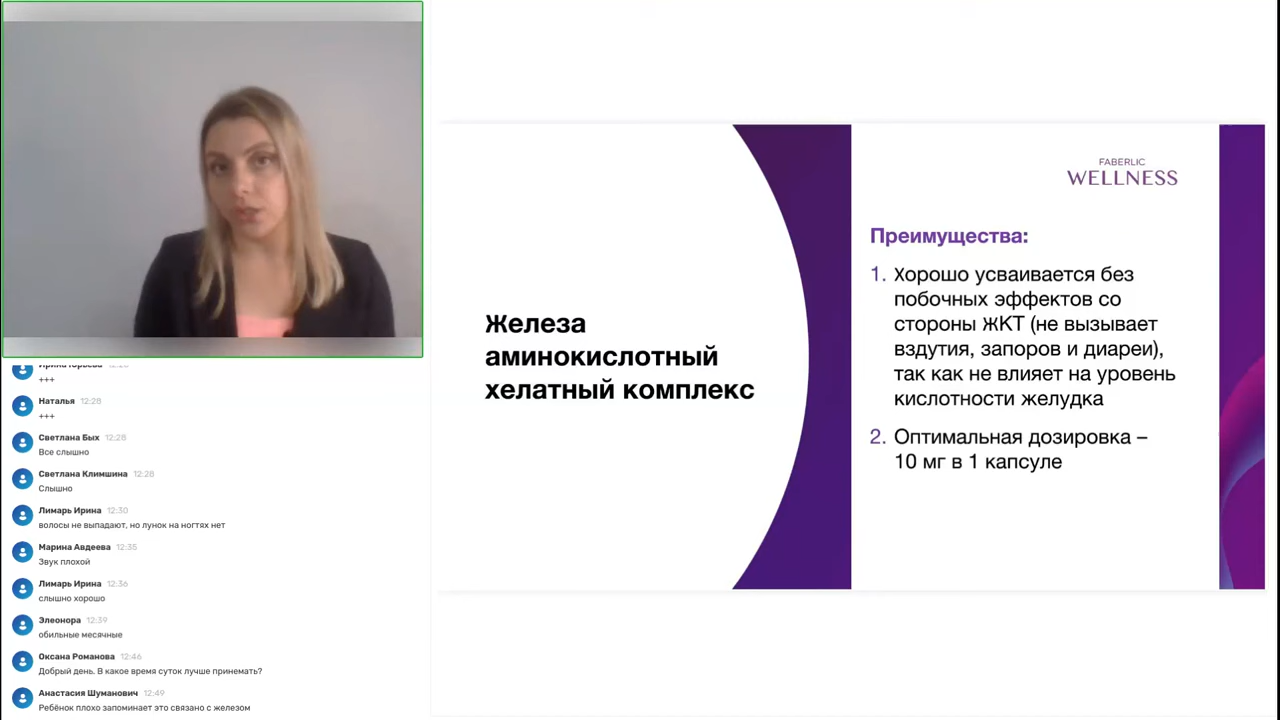 Ирина Юрьева 12:28
+++
Наталья 12:28
+++
Светлана Бых 12:28
Все слышно
Светлана Климшина 12:28
Слышно
Лимарь Ирина 12:30
волосы не выпадают, но лунок на ногтях нет
Марина Авдеева 12:35
Звук плохой
Лимарь Ирина 12:36
слышно хорошо
Элеонора 12:39
обильные месячные
Оксана Романова 12:46
Добрый день. В какое время суток лучше принемать?
Анастасия Шуманович 12:49
Ребёнок плохо запоминает это связано с железом
Железа
аминокислотный
хелатный комплекс
FABERLIC
WELLNESS
Преимущества:
1. Хорошо усваивается без
побочных эффектов со
стороны ЖКТ (не вызывает
вздутия, запоров и диареи),
так как не влияет на уровень
кислотности желудка
2. Оптимальная дозировка –
10 мг в 1 капсуле